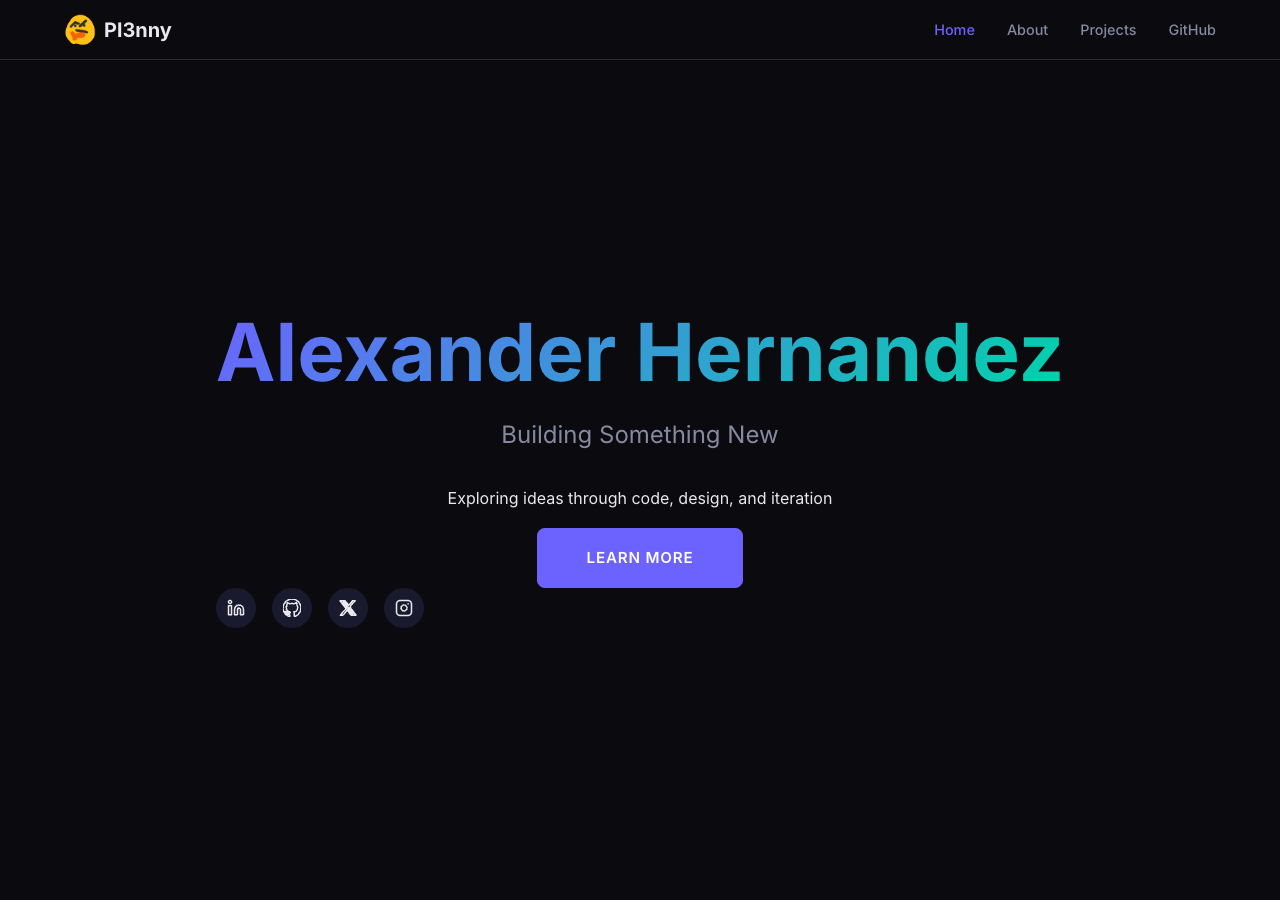 Pl3nny
Home About Projects GitHub
Alexander Hernandez
Building Something New
Exploring ideas through code, design, and iteration
LEARN MORE